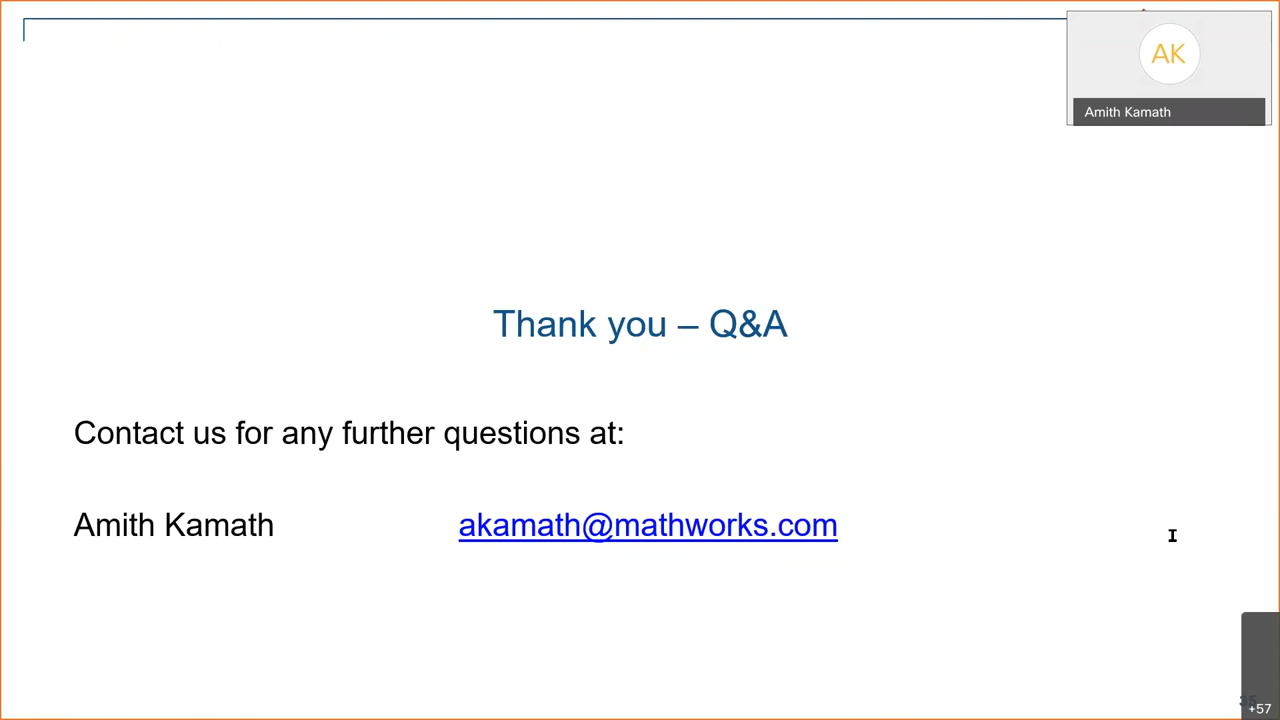 AK
Amith Kamath
Thank you – Q&A
Contact us for any further questions at:
Amith Kamath akamath@mathworks.com
+57